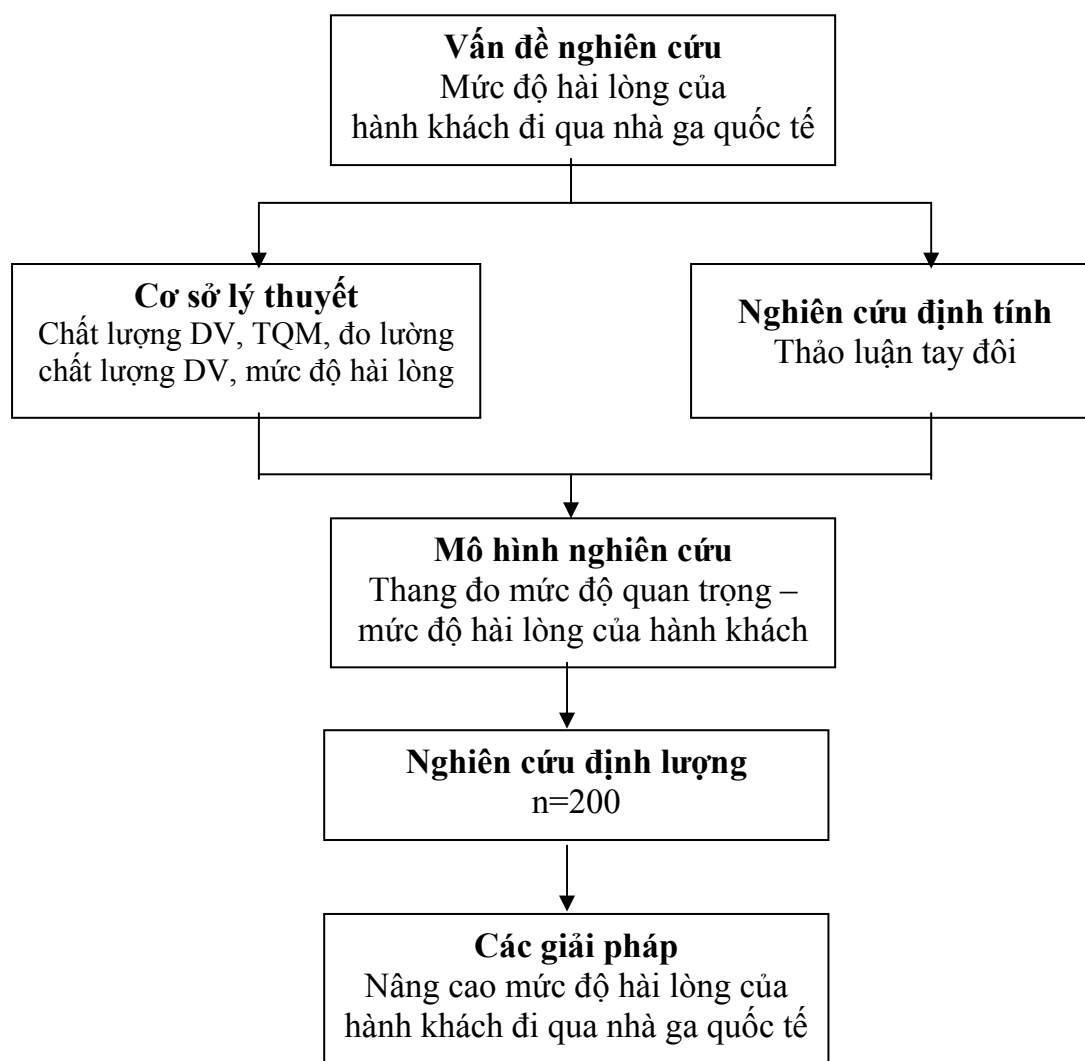 Vấn đề nghiên cứu
Mức độ hài lòng của
hành khách đi qua nhà ga quốc tế
Cơ sở lý thuyết
Chất lượng DV, TQM, đo lường
chất lượng DV, mức độ hài lòng
Nghiên cứu định tính
Thảo luận tay đôi
Mô hình nghiên cứu
Thang đo mức độ quan trọng –
mức độ hài lòng của hành khách
Nghiên cứu định lượng
n=200
Các giải pháp
Nâng cao mức độ hài lòng của
hành khách đi qua nhà ga quốc tế